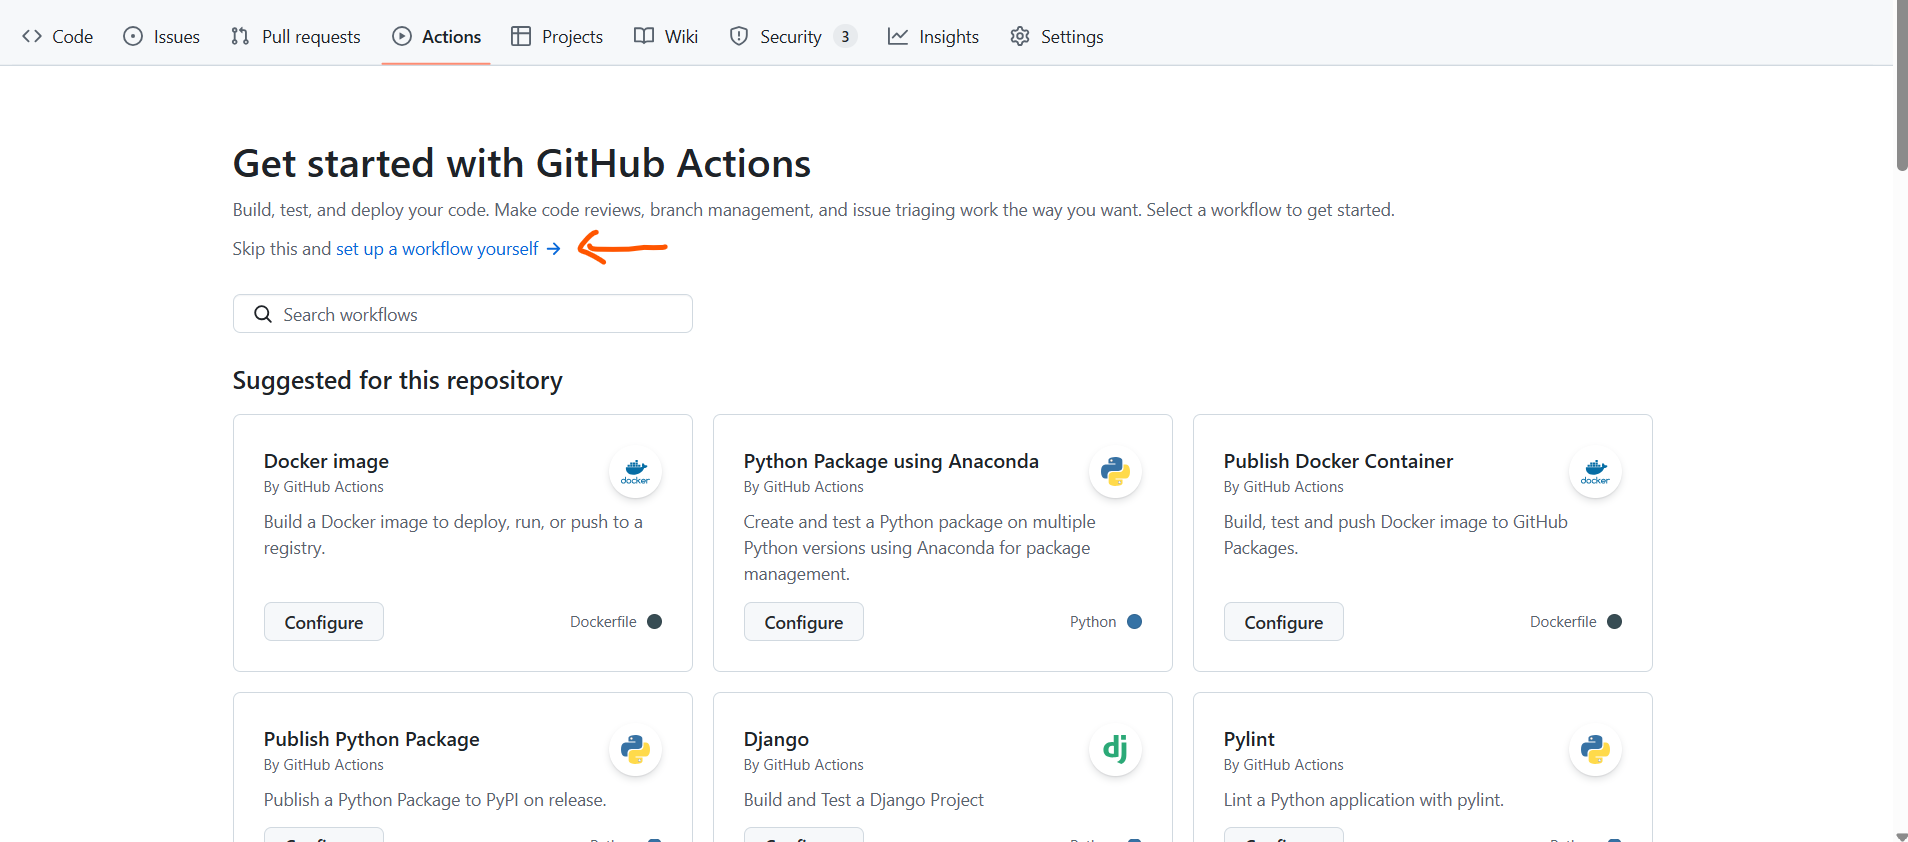 Code Issues Pull requests Actions Projects Wiki Security 3 Insights Settings
Get started with GitHub Actions
Build, test, and deploy your code. Make code reviews, branch management, and issue triaging work the way you want. Select a workflow to get started.
Skip this and set up a workflow yourself →
Search workflows
Suggested for this repository
Docker image
By GitHub Actions
docker
Build a Docker image to deploy, run, or push to a
registry.
Configure
Dockerfile
Python Package using Anaconda
By GitHub Actions
Create and test a Python package on multiple
Python versions using Anaconda for package
management.
Configure
Python
Publish Docker Container
By GitHub Actions
docker
Build, test and push Docker image to GitHub
Packages.
Configure
Dockerfile
Publish Python Package
By GitHub Actions
Publish a Python Package to PyPI on release.
Django
By GitHub Actions
dj
Build and Test a Django Project
Pylint
By GitHub Actions
Lint a Python application with pylint.